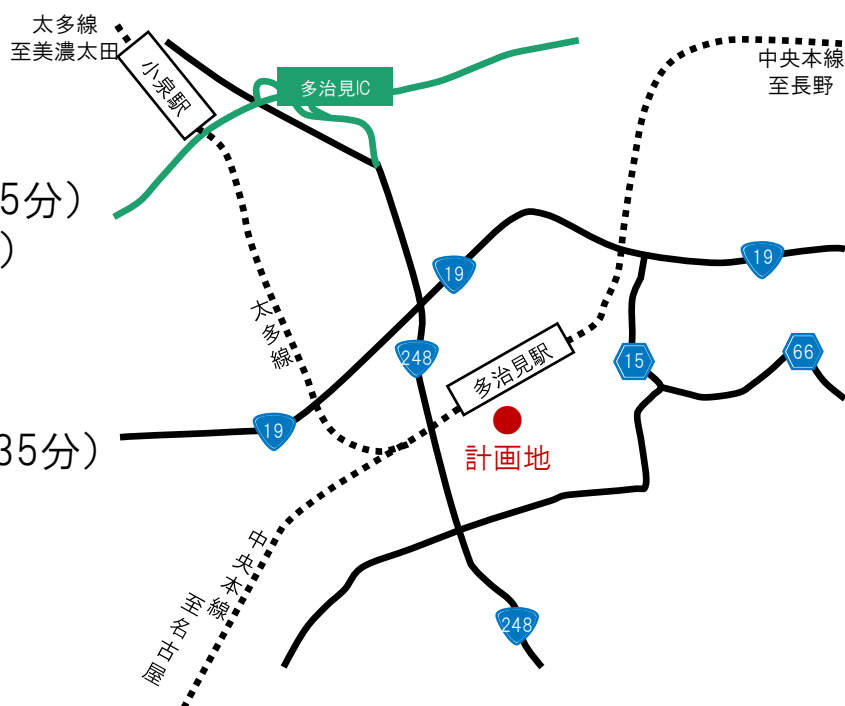 太多線
至美濃太田
小泉駅
多治見IC
中央本線
至長野
5分)
)
19
19
太多線
248
多治見駅
15
66
19
35分)
計画地
中央本線
至名古屋
248